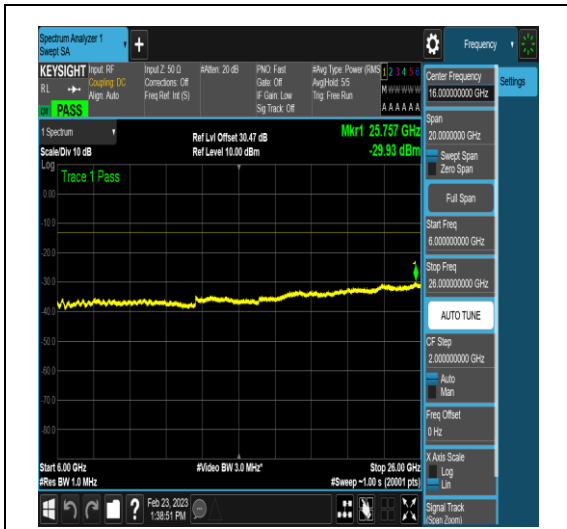 Spectrum Analyzer 1
Swept SA
Frequency
KEYSIGHT
RL
Input: RF
Coupling: DC
Align: Auto
Input Z: 50 Ω
Corrections: Off
Freq Ref: Int (S)
#Atten: 20 dB
PNO: Fast
Gate: Off
IF Gain: Low
Sig Track: Off
#Avg Type: Power (RMS
Avg|Hold: 5/5
Trig: Free Run
1 2 3 4 5 6
M W W W W W
A A A A A A
PASS
Center Frequency
16.000000000 GHz
Settings
Span
20.0000000 GHz
Swept Span
Zero Span
Full Span
Start Freq
6.000000000 GHz
Stop Freq
26.000000000 GHz
AUTO TUNE
CF Step
2.000000000 GHz
Auto
Man
Freq Offset
0 Hz
X Axis Scale
Log
Lin
Signal Track
(Span Zoom)
1 Spectrum
Scale/Div 10 dB
Ref Lvl Offset 30.47 dB
Ref Level 10.00 dBm
Mkr1 25.757 GHz
-29.93 dBm
Log
Trace 1 Pass
0.00
-10.0
-20.0
-30.0
-40.0
-50.0
-60.0
-70.0
-80.0
Start 6.00 GHz
#Res BW 1.0 MHz
#Video BW 3.0 MHz*
Stop 26.00 GHz
#Sweep ~1.00 s (20001 pts)
?
Feb 23, 2023
1:38:51 PM